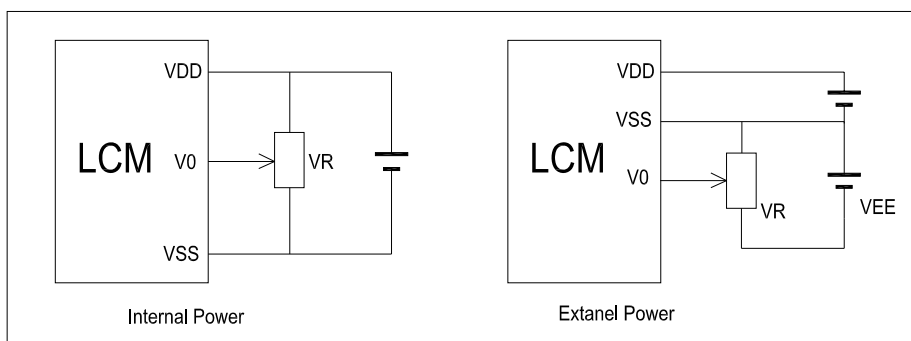 VDD
LCM
V0
VR
VSS
Internal Power
VDD
VSS
LCM
V0
VR
VEE
Extanel Power